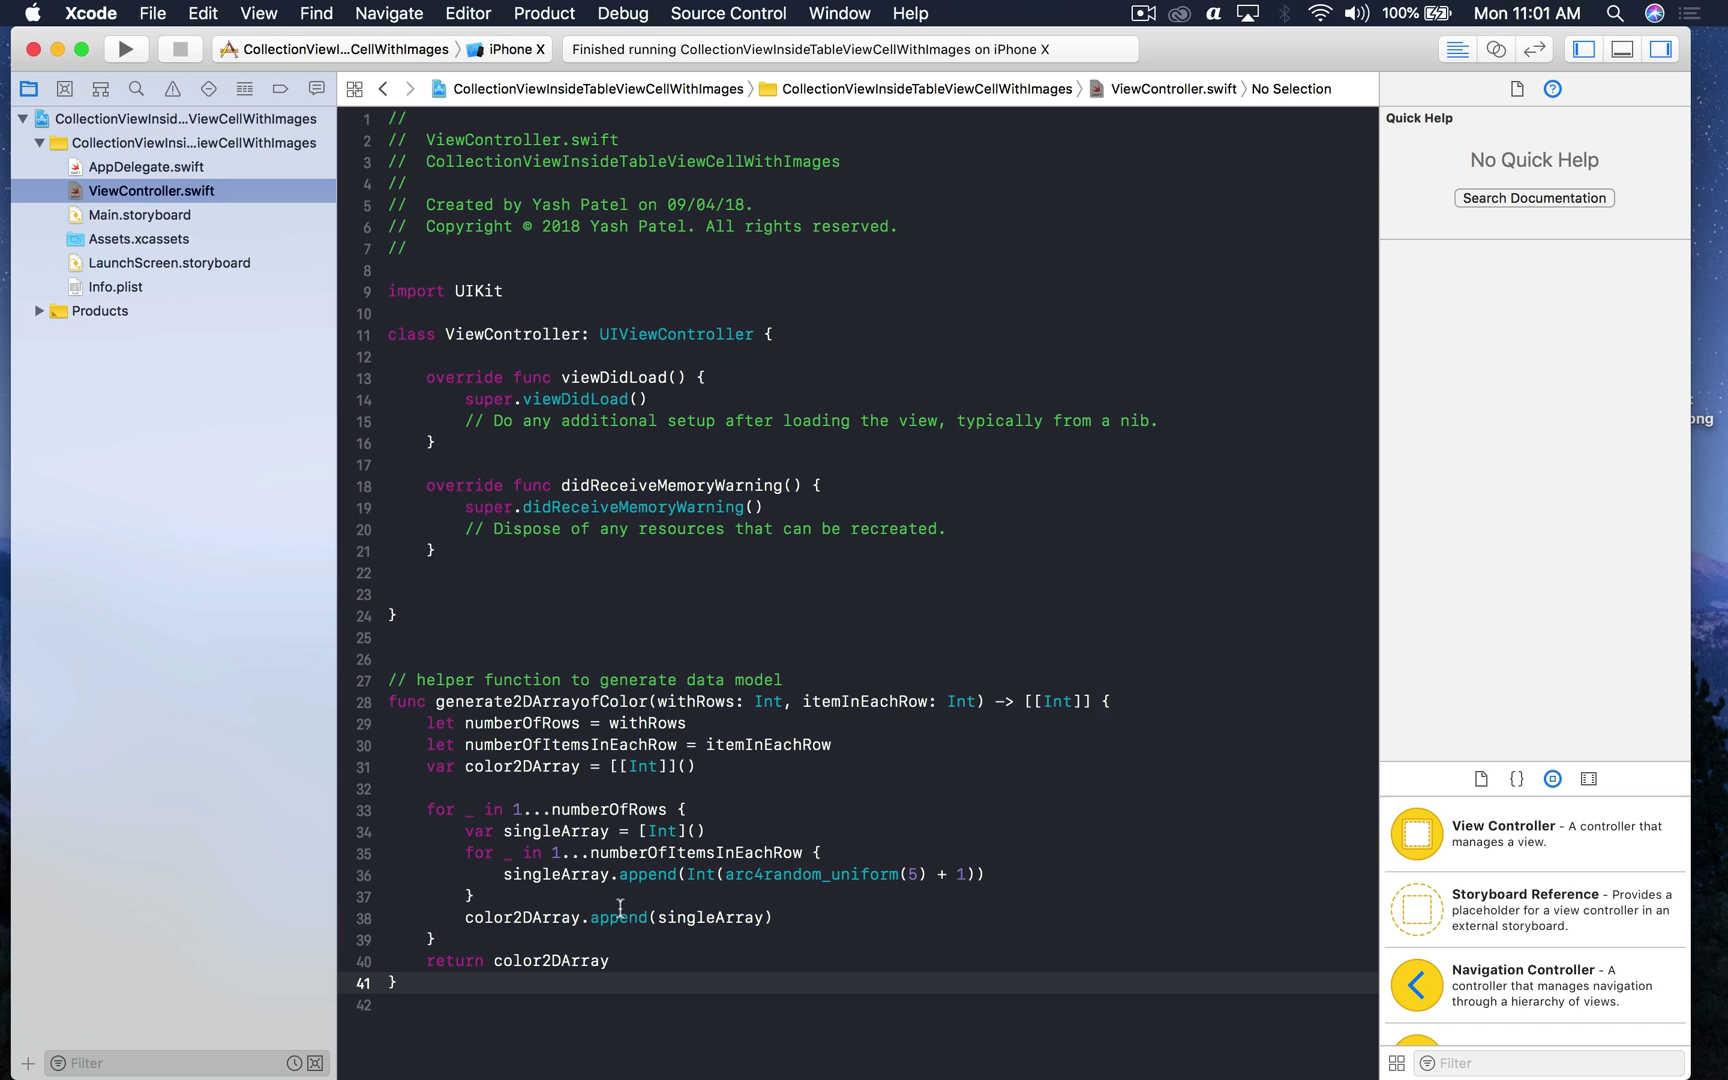 Xcode File Edit View Find Navigate Editor Product Debug Source Control Window Help 100% Mon 11:01 AM
CollectionViewI...CellWithImages iPhone X Finished running CollectionViewInsideTableViewCellWithImages on iPhone X
CollectionViewInsideTableViewCellWithImages CollectionViewInsideTableViewCellWithImages ViewController.swift No Selection
CollectionViewInsid...ViewCellWithImages
CollectionViewInsi...iewCellWithImages
AppDelegate.swift
ViewController.swift
Main.storyboard
Assets.xcassets
LaunchScreen.storyboard
Info.plist
Products
Filter
1 //
2 // ViewController.swift
3 // CollectionViewInsideTableViewCellWithImages
4 //
5 // Created by Yash Patel on 09/04/18.
6 // Copyright © 2018 Yash Patel. All rights reserved.
7 //
8
9 import UIKit
10
11 class ViewController: UIViewController {
12
13 override func viewDidLoad() {
14 super.viewDidLoad()
15 // Do any additional setup after loading the view, typically from a nib.
16 }
17
18 override func didReceiveMemoryWarning() {
19 super.didReceiveMemoryWarning()
20 // Dispose of any resources that can be recreated.
21 }
22
23
24 }
25
26
27 // helper function to generate data model
28 func generate2DArrayofColor(withRows: Int, itemInEachRow: Int) -> [[Int]] {
29 let numberOfRows = withRows
30 let numberOfItemsInEachRow = itemInEachRow
31 var color2DArray = [[Int]]()
32
33 for _ in 1...numberOfRows {
34 var singleArray = [Int]()
35 for _ in 1...numberOfItemsInEachRow {
36 singleArray.append(Int(arc4random_uniform(5) + 1))
37 }
38 color2DArray.append(singleArray)
39 }
40 return color2DArray
41 }
42
Quick Help
No Quick Help
Search Documentation
View Controller - A controller that
manages a view.
Storyboard Reference - Provides a
placeholder for a view controller in an
external storyboard.
Navigation Controller - A
controller that manages navigation
through a hierarchy of views.
Filter
ong